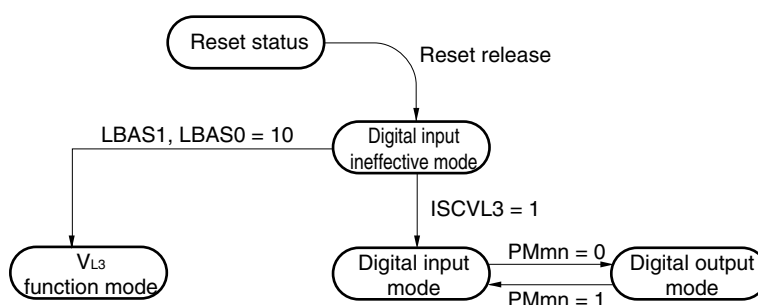 Reset status
Reset release
LBAS1, LBAS0 = 10
Digital input
ineffective mode
ISCVL3 = 1
VL3
function mode
Digital input
mode
PMmn = 0
PMmn = 1
Digital output
mode